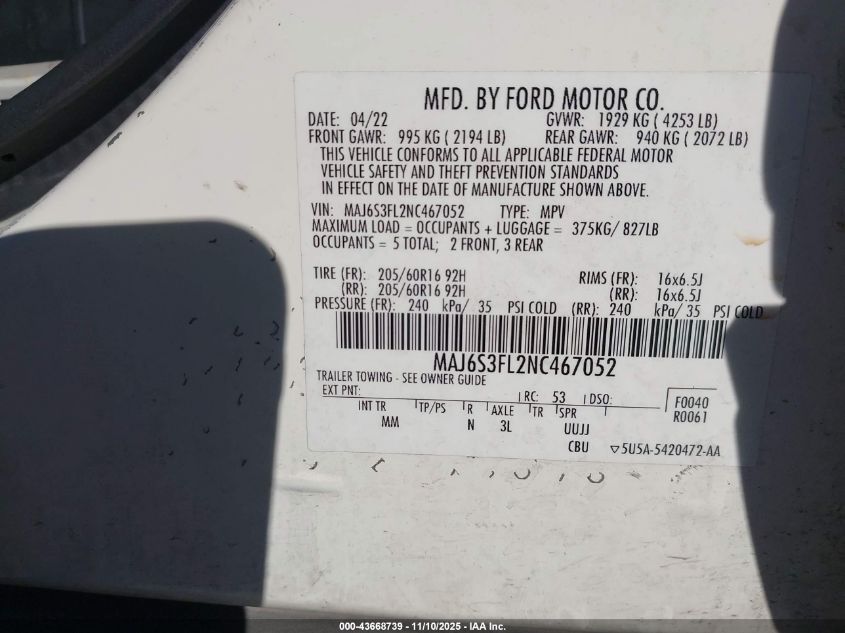 MFD. BY FORD MOTOR CO.
DATE: 04/22 GVWR: 1929 KG ( 4253 LB)
FRONT GAWR: 995 KG ( 2194 LB) REAR GAWR: 940 KG ( 2072 LB)
THIS VEHICLE CONFORMS TO ALL APPLICABLE FEDERAL MOTOR
VEHICLE SAFETY AND THEFT PREVENTION STANDARDS
IN EFFECT ON THE DATE OF MANUFACTURE SHOWN ABOVE.
VIN: MAJ6S3FL2NC467052 TYPE: MPV
MAXIMUM LOAD = OCCUPANTS + LUGGAGE = 375KG/ 827LB
OCCUPANTS = 5 TOTAL; 2 FRONT, 3 REAR
TIRE (FR): 205/60R16 92H RIMS (FR): 16x6.5J
(RR): 205/60R16 92H (RR): 16x6.5J
PRESSURE (FR): 240 kPa/ 35 PSI COLD (RR): 240 kPa/ 35 PSI COLD
MAJ6S3FL2NC467052
TRAILER TOWING - SEE OWNER GUIDE
EXT PNT: RC: 53 DSO: F0040
INT TR TP/PS R AXLE TR SPR R0061
MM N 3L UUJJ
CBU 5U5A-5420472-AA
000-43668739 - 11/10/2025 - IAA Inc.